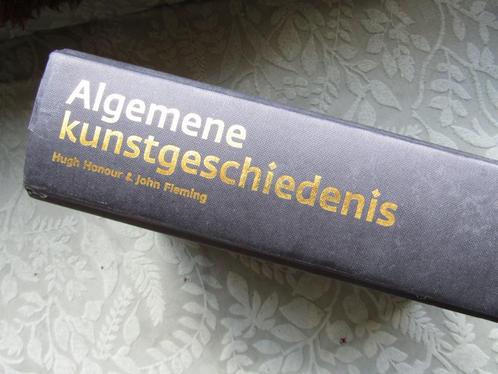 Algemene
kunstgeschiedenis
Hugh Honour & John Fleming